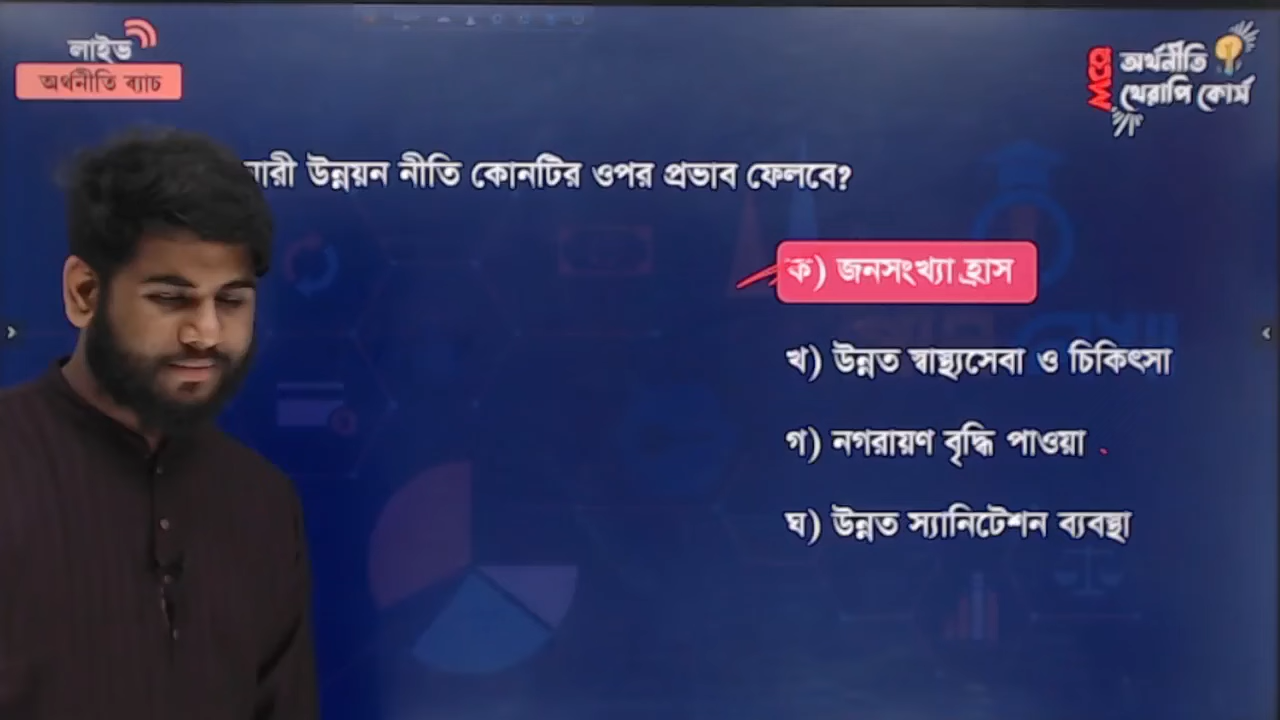 লাইভ
অর্থনীতি ব্যাচ
MCQ
অর্থনীতি
থেরাপি কোর্স
নারী উন্নয়ন নীতি কোনটির ওপর প্রভাব ফেলবে?
ক) জনসংখ্যা হ্রাস
খ) উন্নত স্বাস্থ্যসেবা ও চিকিৎসা
গ) নগরায়ণ বৃদ্ধি পাওয়া
ঘ) উন্নত স্যানিটেশন ব্যবস্থা